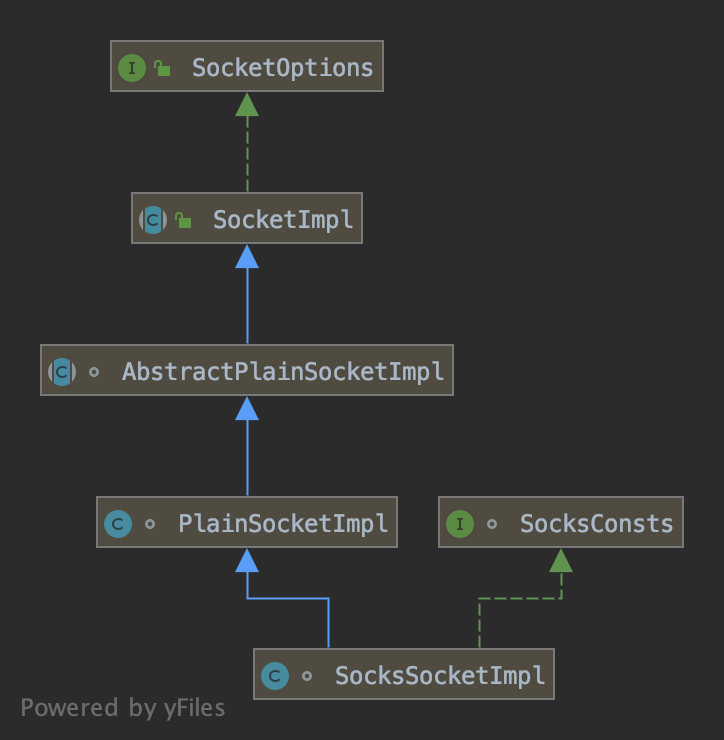 SocketOptions
SocketImpl
AbstractPlainSocketImpl
PlainSocketImpl
SocksConsts
SocksSocketImpl
Powered by yFiles